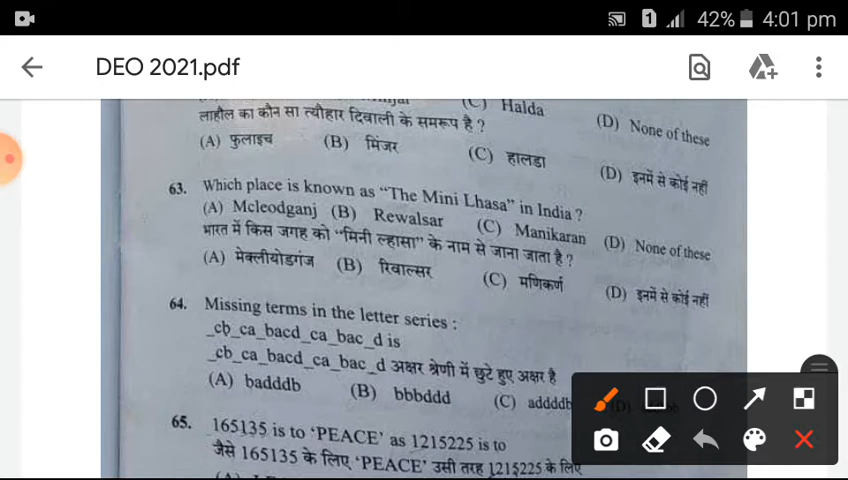 1 42% 4:01 pm
DEO 2021.pdf
(C) Halda (D) None of these
लाहौल का कौन सा त्यौहार दिवाली के समरूप है ?
(A) फुलाइच (B) मिंजर (C) हालडा (D) इनमें से कोई नहीं
63. Which place is known as “The Mini Lhasa” in India ?
(A) Mcleodganj (B) Rewalsar (C) Manikaran (D) None of these
भारत में किस जगह को “मिनी ल्हासा” के नाम से जाना जाता है ?
(A) मेक्लीयोडगंज (B) रिवाल्सर (C) मणिकर्ण (D) इनमें से कोई नहीं
64. Missing terms in the letter series :
_cb_ca_bacd_ca_bac_d is
_cb_ca_bacd_ca_bac_d अक्षर श्रेणी में छुटे हुए अक्षर है
(A) badddb (B) bbbddd (C) addddb (D)
65. 165135 is to ‘PEACE’ as 1215225 is to
जैसे 165135 के लिए ‘PEACE’ उसी तरह 1215225 के लिए